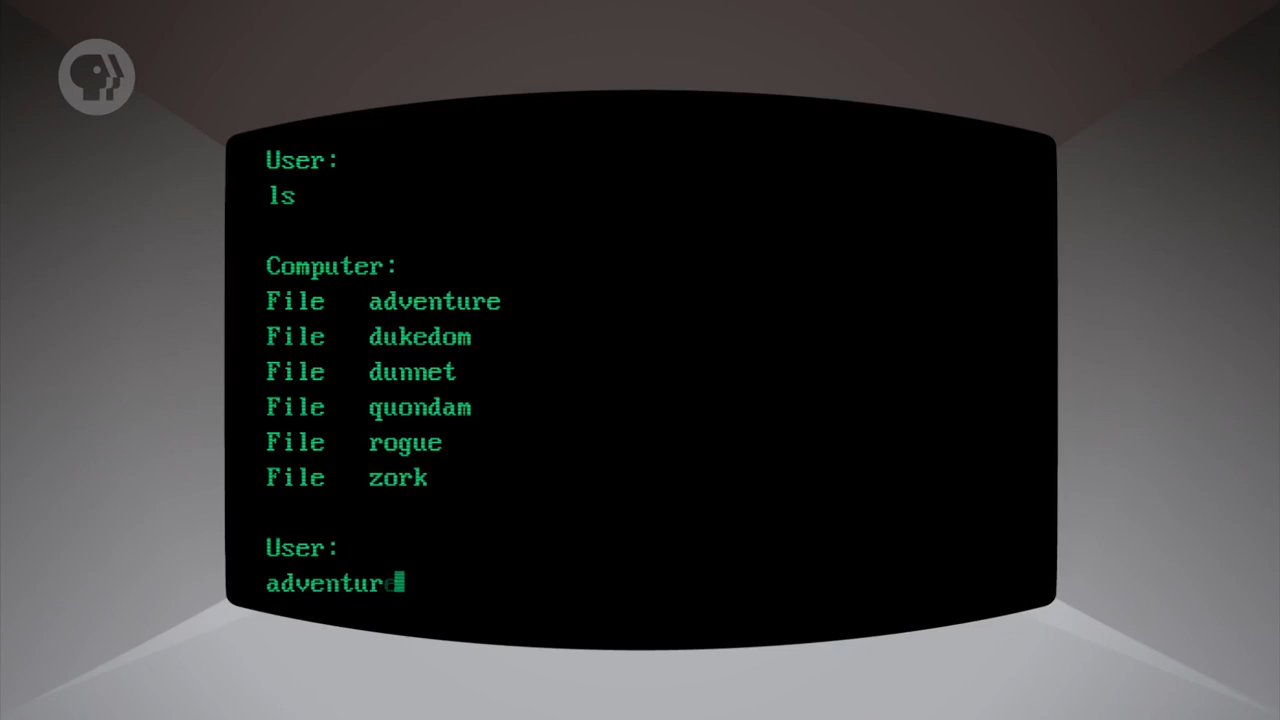 User:
ls
Computer:
File adventure
File dukedom
File dunnet
File quondam
File rogue
File zork
User:
adventure